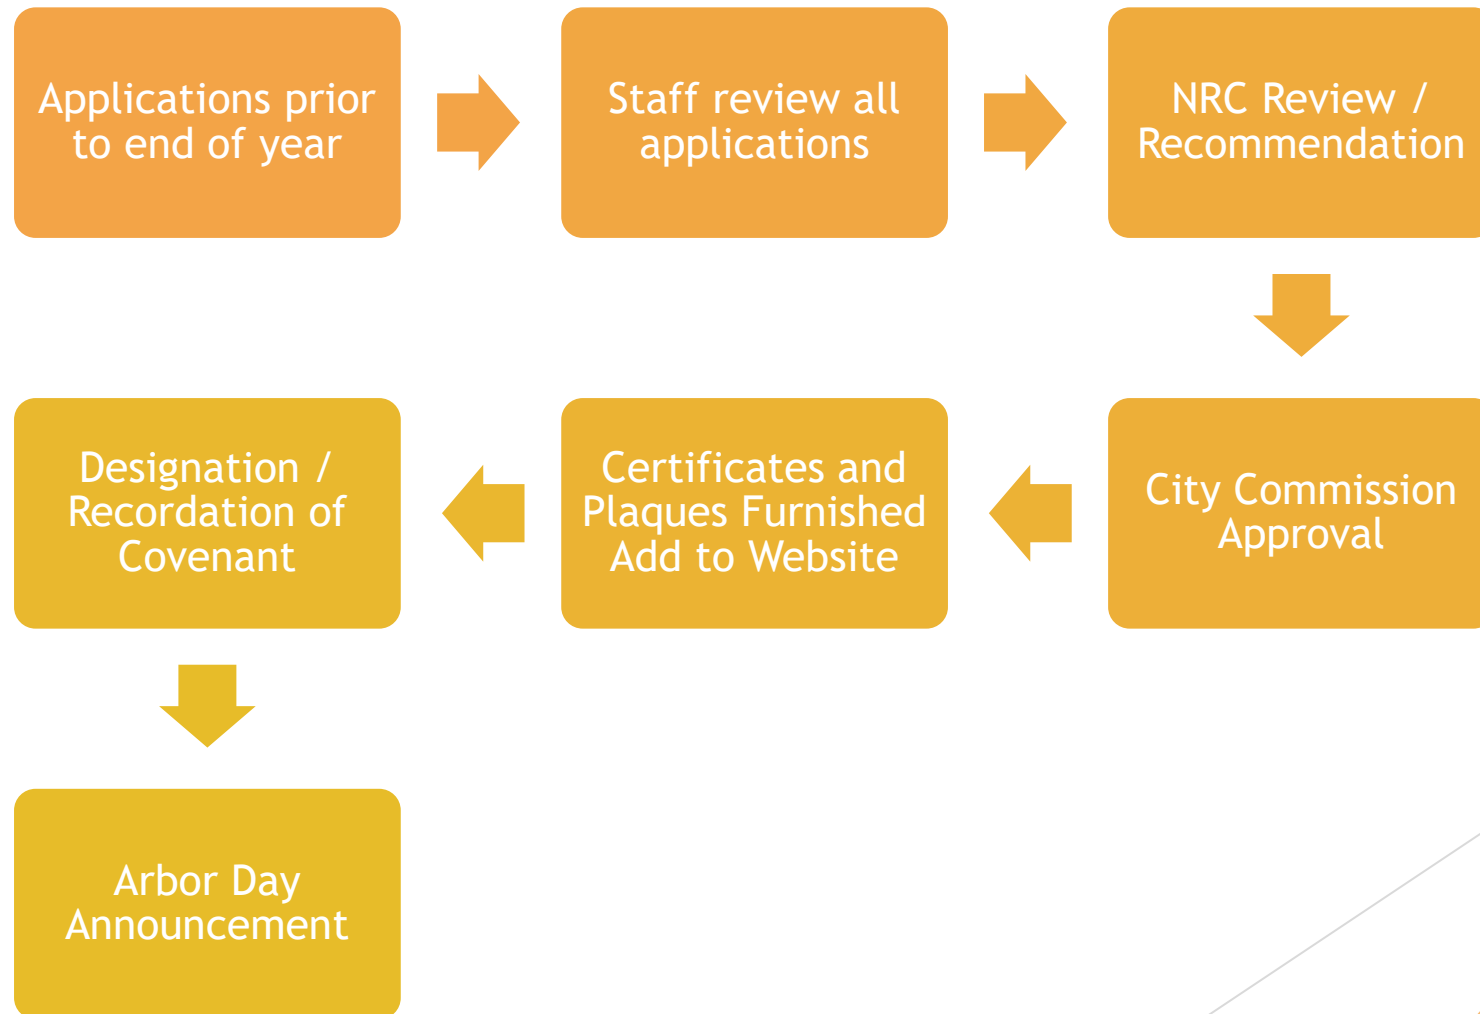 Applications prior
to end of year
Staff review all
applications
NRC Review /
Recommendation
City Commission
Approval
Certificates and
Plaques Furnished
Add to Website
Designation /
Recordation of
Covenant
Arbor Day
Announcement